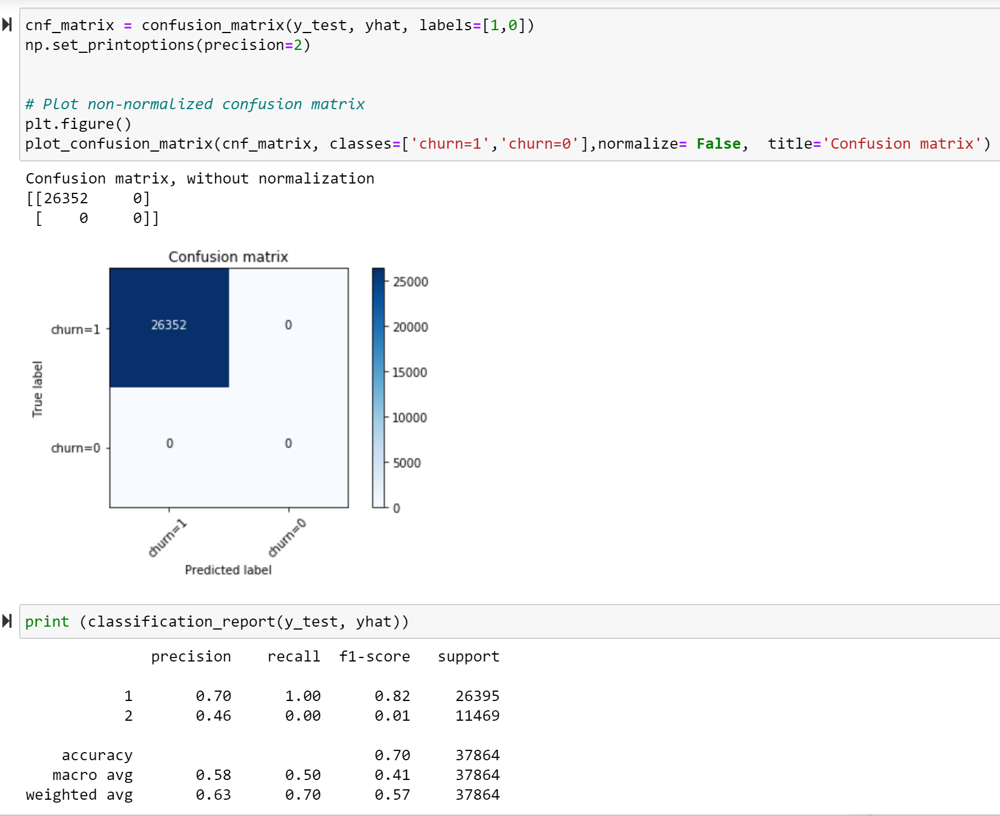 cnf_matrix = confusion_matrix(y_test, yhat, labels=[1,0])
np.set_printoptions(precision=2)
# Plot non-normalized confusion matrix
plt.figure()
plot_confusion_matrix(cnf_matrix, classes=['churn=1','churn=0'],normalize= False,  title='Confusion matrix')
Confusion matrix, without normalization
[[26352     0]
 [    0     0]]
Confusion matrix
26352 0
0 0
churn=1
churn=0
True label
churn=1 churn=0
Predicted label
25000
20000
15000
10000
5000
0
print (classification_report(y_test, yhat))
precision    recall  f1-score   support
1       0.70      1.00      0.82     26395
2       0.46      0.00      0.01     11469
accuracy                           0.70     37864
macro avg       0.58      0.50      0.41     37864
weighted avg       0.63      0.70      0.57     37864